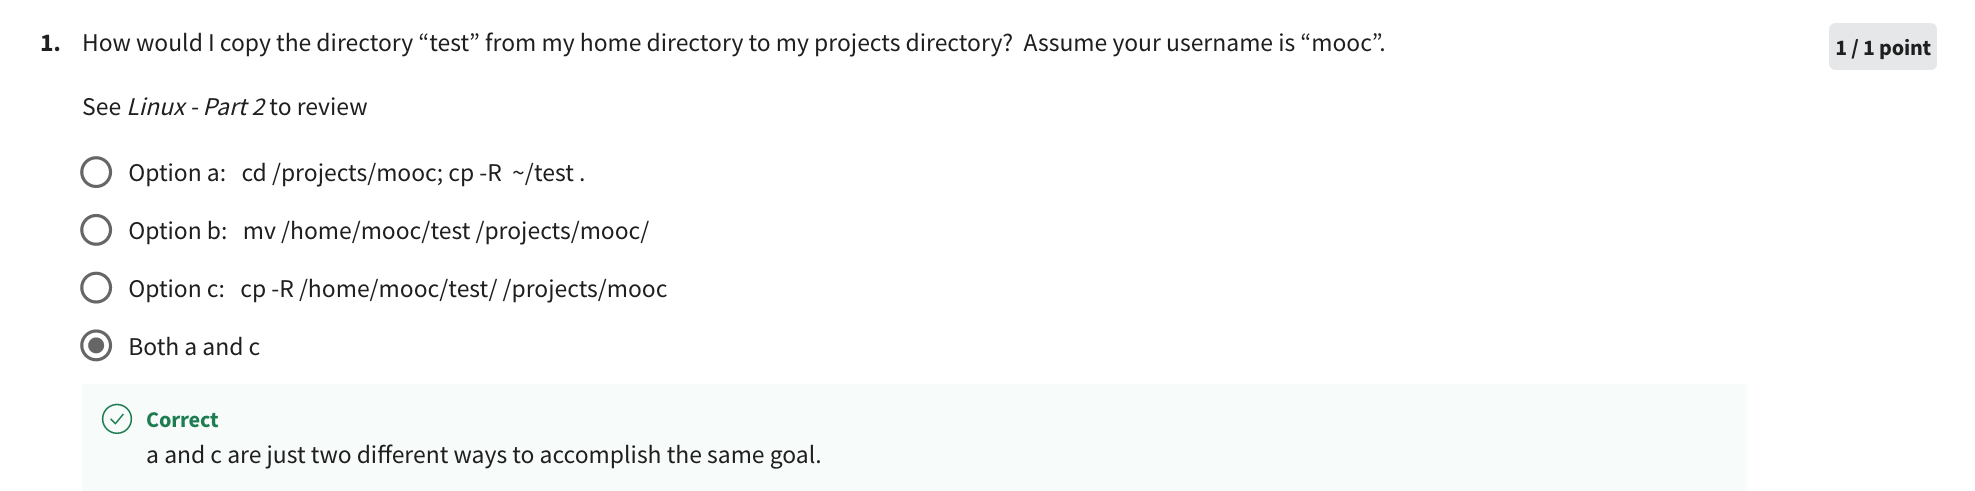 1. How would I copy the directory “test” from my home directory to my projects directory?  Assume your username is “mooc”.
1 / 1 point
See Linux - Part 2 to review
Option a:  cd /projects/mooc; cp -R  ~/test .
Option b:  mv /home/mooc/test /projects/mooc/
Option c:  cp -R /home/mooc/test/ /projects/mooc
Both a and c
Correct
a and c are just two different ways to accomplish the same goal.